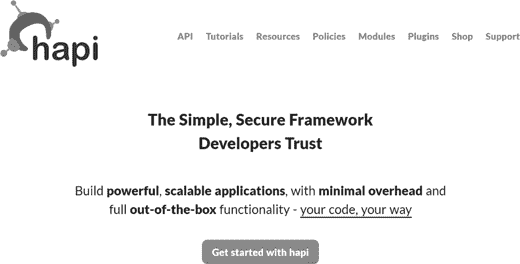 hapi
API Tutorials Resources Policies Modules Plugins Shop Support
The Simple, Secure Framework
Developers Trust
Build powerful, scalable applications, with minimal overhead and
full out-of-the-box functionality - your code, your way
Get started with hapi